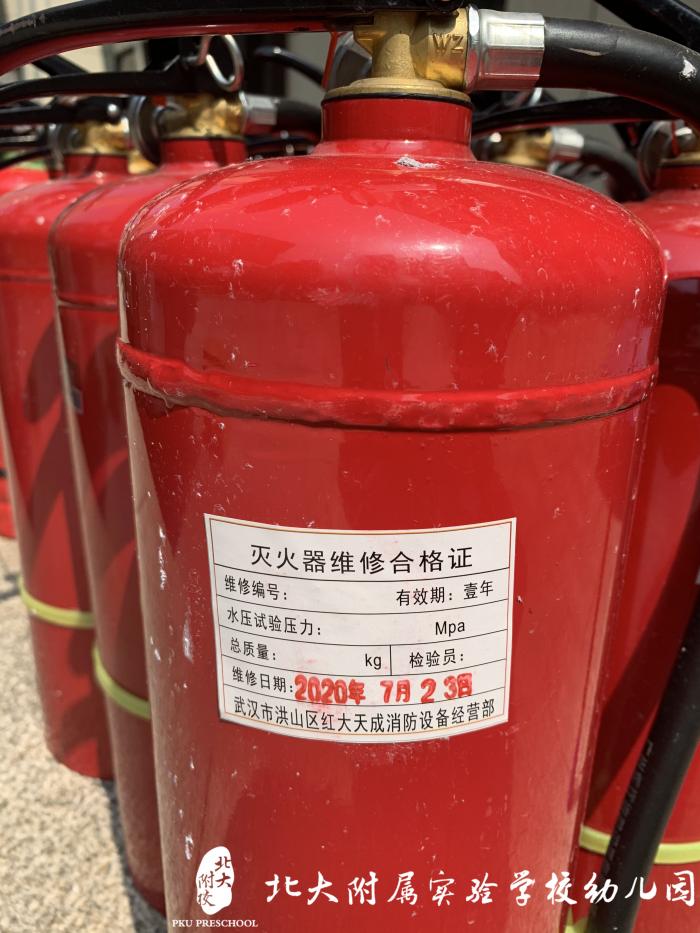 WZ
灭火器维修合格证
维修编号： 有效期：壹年
水压试验压力： Mpa
总质量： kg 检验员：
维修日期：2020年 7月 2 3日
武汉市洪山区红大天成消防设备经营部
北大附校
PKU PRESCHOOL
北大附属实验学校幼儿园